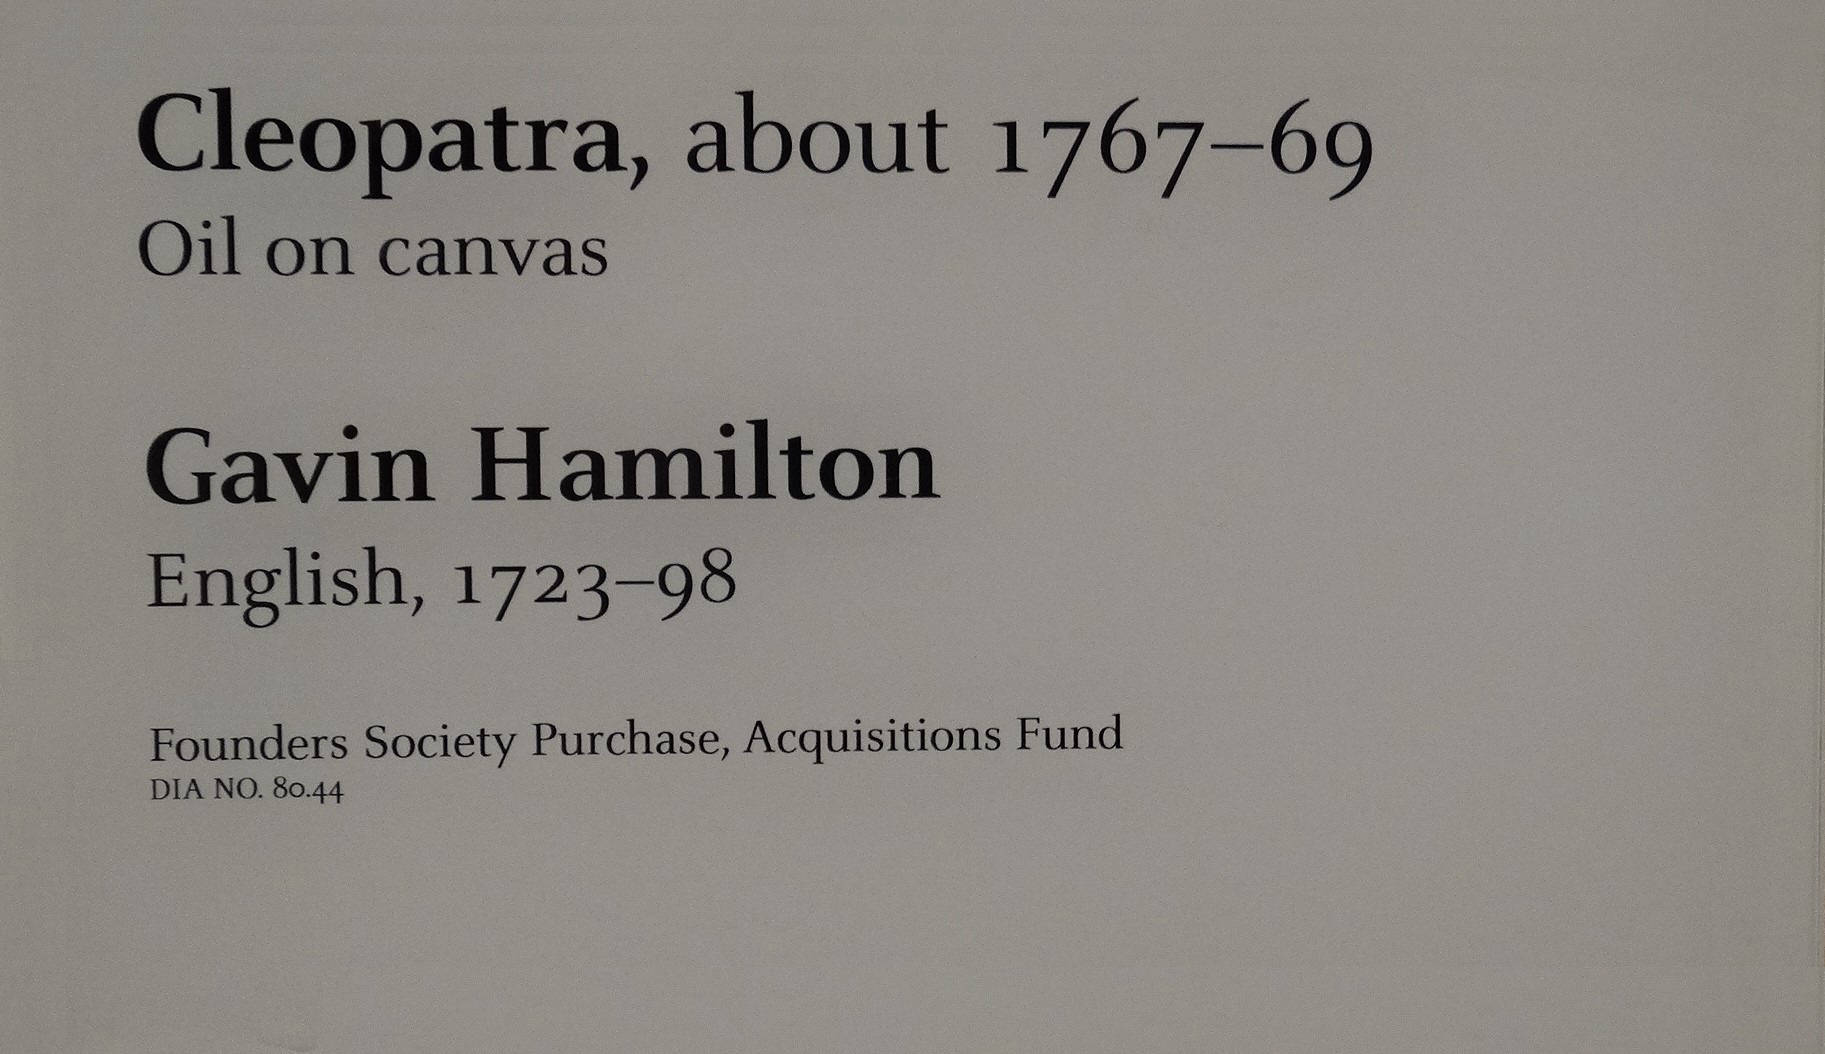 Cleopatra, about 1767–69
Oil on canvas
Gavin Hamilton
English, 1723–98
Founders Society Purchase, Acquisitions Fund
DIA NO. 80.44